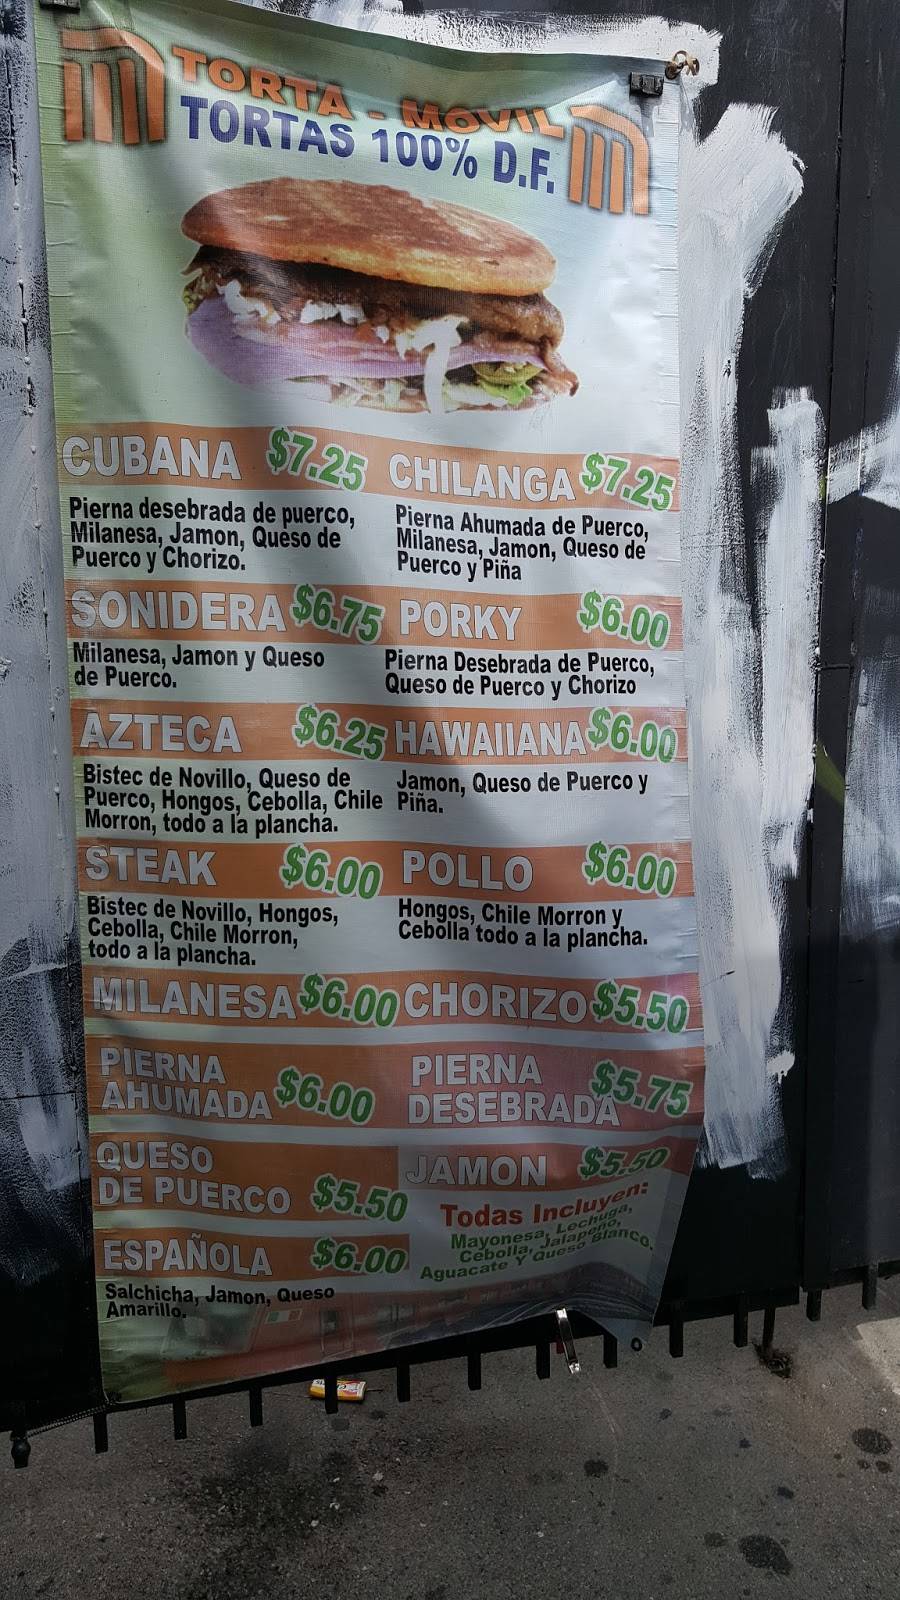 TORTA - MOVIL
TORTAS 100% D.F.
CUBANA $7.25
Pierna desebrada de puerco,
Milanesa, Jamon, Queso de
Puerco y Chorizo.
CHILANGA $7.25
Pierna Ahumada de Puerco,
Milanesa, Jamon, Queso de
Puerco y Piña
SONIDERA $6.75
Milanesa, Jamon y Queso
de Puerco.
PORKY $6.00
Pierna Desebrada de Puerco,
Queso de Puerco y Chorizo
AZTECA $6.25
Bistec de Novillo, Queso de
Puerco, Hongos, Cebolla, Chile
Morron, todo a la plancha.
HAWAIIANA $6.00
Jamon, Queso de Puerco y
Piña.
STEAK $6.00
Bistec de Novillo, Hongos,
Cebolla, Chile Morron,
todo a la plancha.
POLLO $6.00
Hongos, Chile Morron y
Cebolla todo a la plancha.
MILANESA $6.00
CHORIZO $5.50
PIERNA
AHUMADA $6.00
PIERNA
DESEBRADA $5.75
QUESO
DE PUERCO $5.50
JAMON $5.50
ESPAÑOLA $6.00
Salchicha, Jamon, Queso
Amarillo.
Todas Incluyen:
Mayonesa, Lechuga,
Cebolla, Jalapeño,
Aguacate Y Queso Blanco.